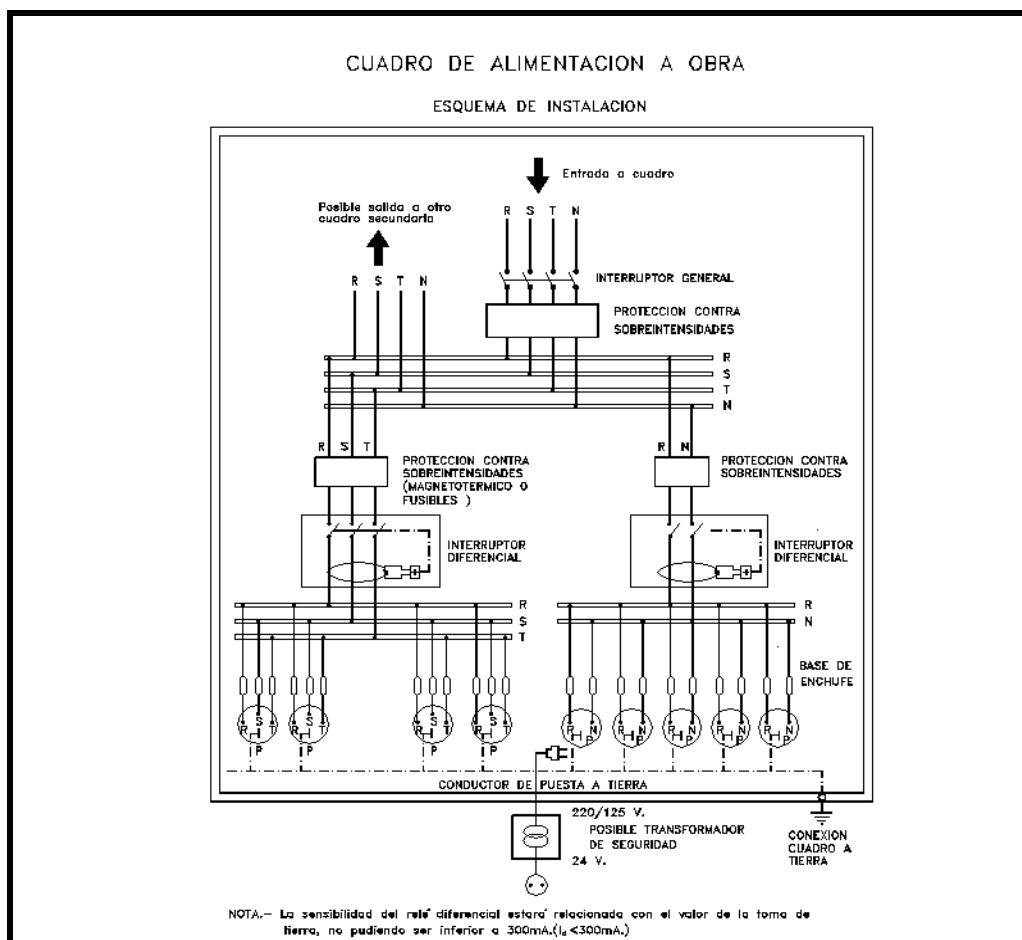 CUADRO DE ALIMENTACION A OBRA
ESQUEMA DE INSTALACION
Entrada a cuadro
Posible salida a otro
cuadro secundario
R S T N
R S T N
INTERRUPTOR GENERAL
PROTECCION CONTRA
SOBREINTENSIDADES
R
S
T
N
R S T
R N
PROTECCION CONTRA
SOBREINTENSIDADES
(MAGNETOTERMICO O
FUSIBLES )
PROTECCION CONTRA
SOBREINTENSIDADES
INTERRUPTOR
DIFERENCIAL
INTERRUPTOR
DIFERENCIAL
R
S
T
R
N
BASE DE
ENCHUFE
R S T P
R S T P
R S T P
R S T P
R N P
R N P
R N P
R N P
R N P
CONDUCTOR DE PUESTA A TIERRA
220/125 V.
POSIBLE TRANSFORMADOR
DE SEGURIDAD
24 V.
CONEXION
CUADRO A
TIERRA
NOTA.- La sensibilidad del relé diferencial estará relacionada con el valor de la toma de
tierra, no pudiendo ser inferior a 300mA.(Id <300mA.)